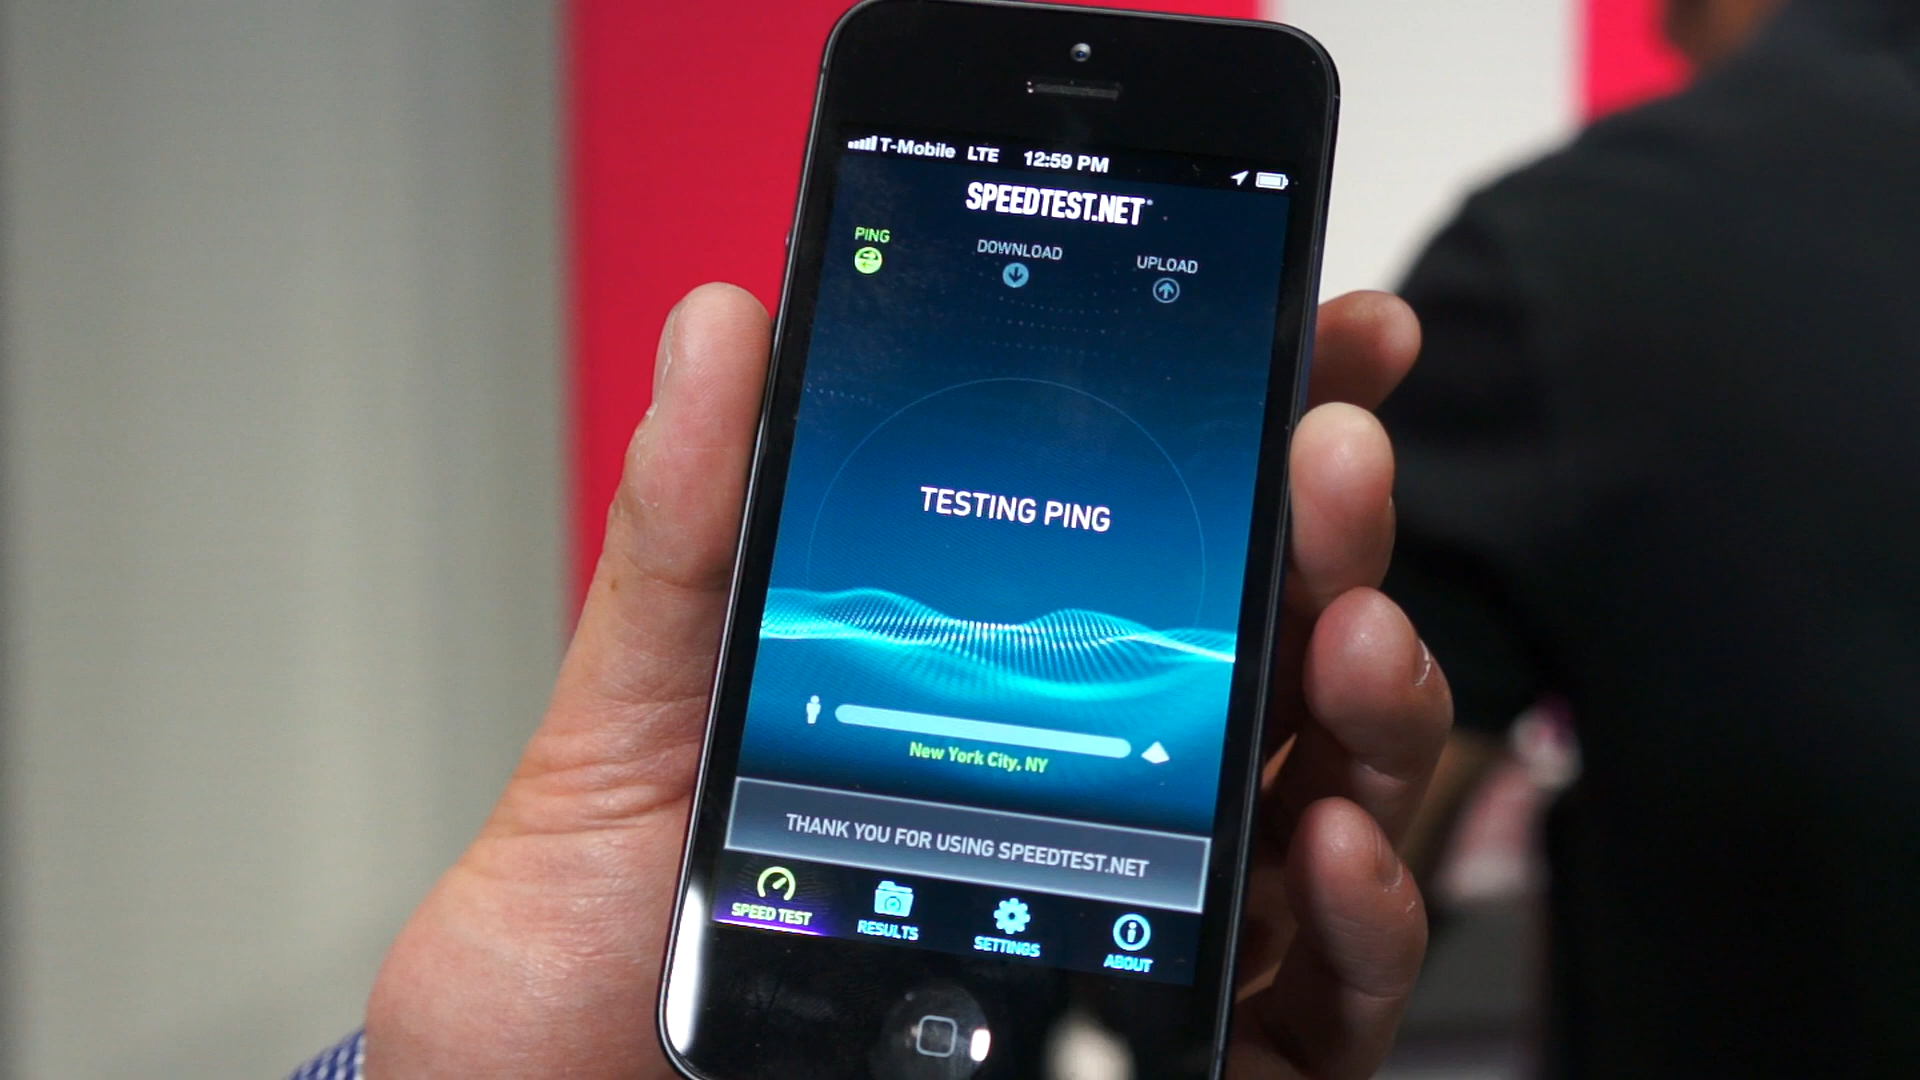 T-Mobile LTE 12:59 PM
SPEEDTEST.NET
PING
DOWNLOAD
UPLOAD
TESTING PING
New York City, NY
THANK YOU FOR USING SPEEDTEST.NET
SPEED TEST
RESULTS
SETTINGS
ABOUT